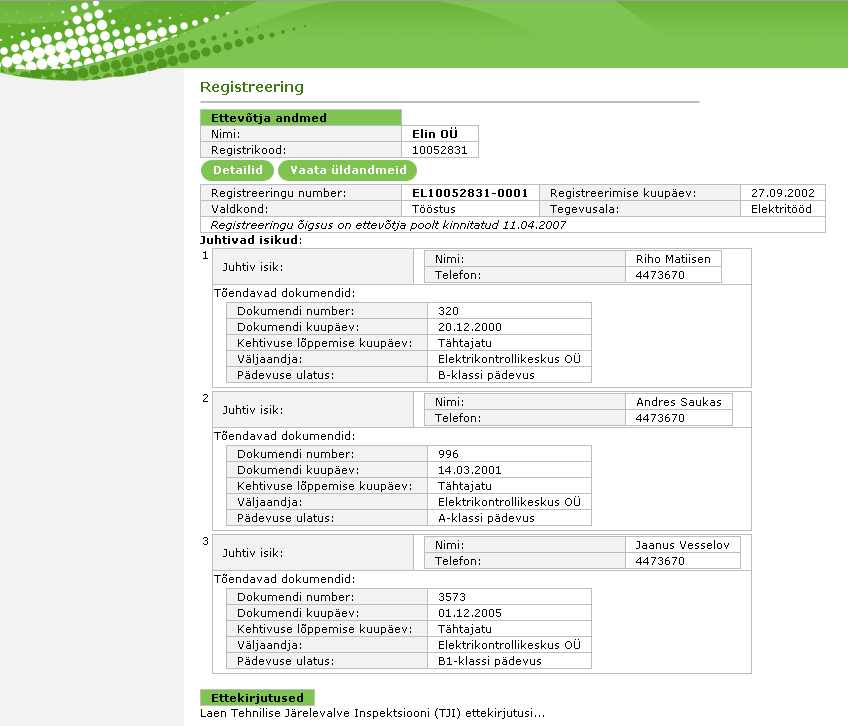 Registreering
Ettevõtja andmed
Nimi: Elin OÜ
Registrikood: 10052831
Detailid Vaata üldandmeid
Registreeringu number: EL10052831-0001 Registreerimise kuupäev: 27.09.2002
Valdkond: Tööstus Tegevusala: Elektritööd
Registreeringu õigsus on ettevõtja poolt kinnitatud 11.04.2007
Juhtivad isikud:
1 Juhtiv isik: Nimi: Riho Matiisen
Telefon: 4473670
Tõendavad dokumendid:
Dokumendi number: 320
Dokumendi kuupäev: 20.12.2000
Kehtivuse lõppemise kuupäev: Tähtajatu
Väljaandja: Elektrikontrollikeskus OÜ
Pädevuse ulatus: B-klassi pädevus
2 Juhtiv isik: Nimi: Andres Saukas
Telefon: 4473670
Tõendavad dokumendid:
Dokumendi number: 996
Dokumendi kuupäev: 14.03.2001
Kehtivuse lõppemise kuupäev: Tähtajatu
Väljaandja: Elektrikontrollikeskus OÜ
Pädevuse ulatus: A-klassi pädevus
3 Juhtiv isik: Nimi: Jaanus Vesselov
Telefon: 4473670
Tõendavad dokumendid:
Dokumendi number: 3573
Dokumendi kuupäev: 01.12.2005
Kehtivuse lõppemise kuupäev: Tähtajatu
Väljaandja: Elektrikontrollikeskus OÜ
Pädevuse ulatus: B1-klassi pädevus
Ettekirjutused
Laen Tehnilise Järelevalve Inspektsiooni (TJI) ettekirjutusi...